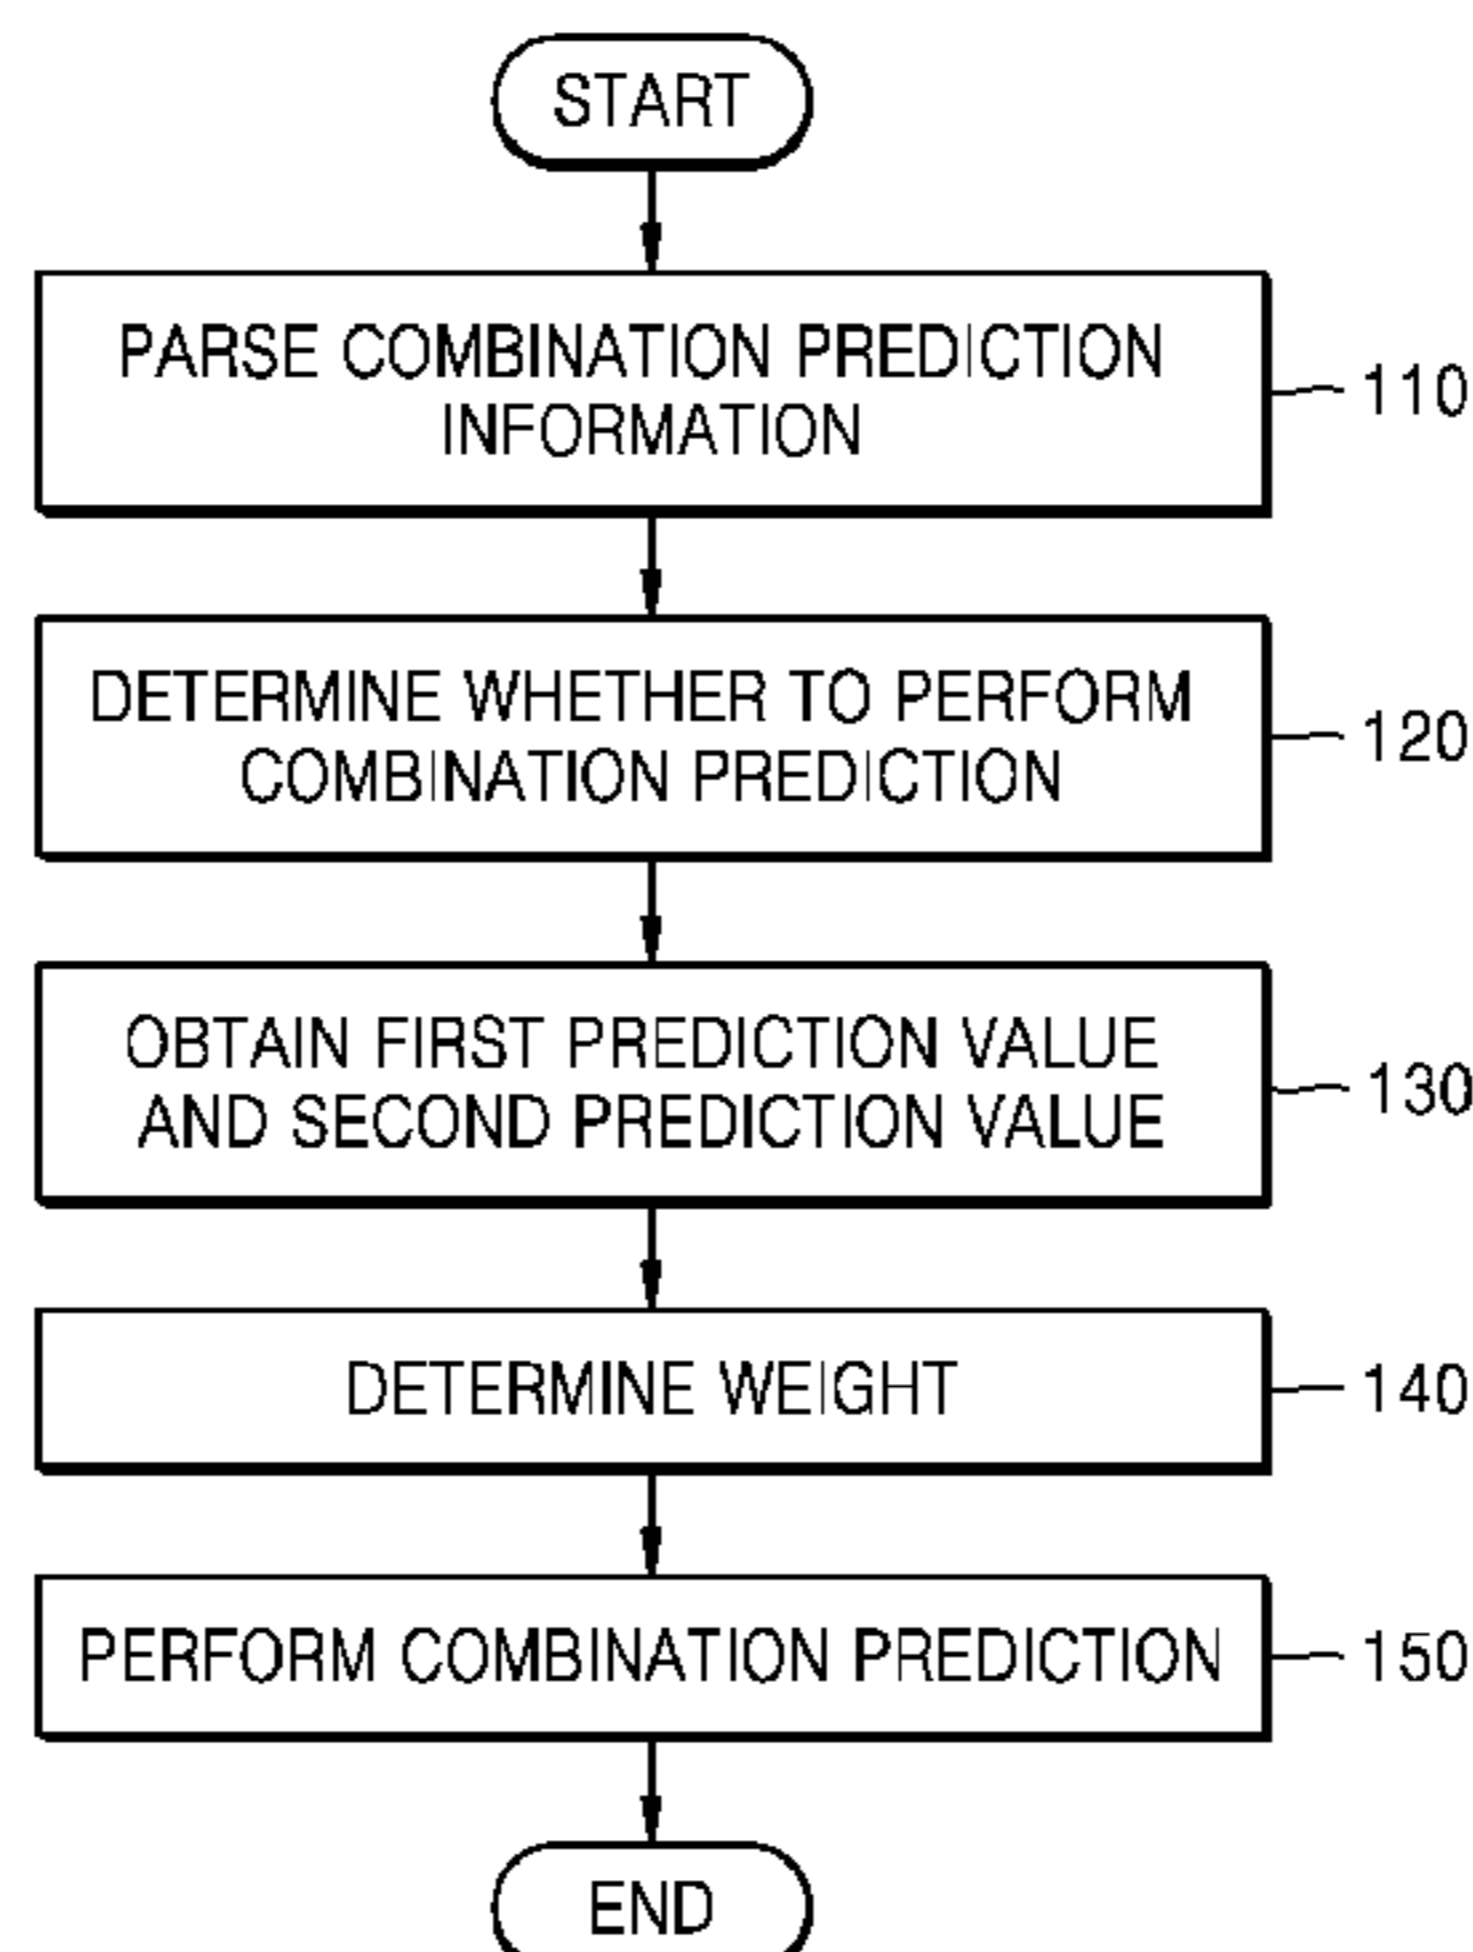 START
PARSE COMBINATION PREDICTION
INFORMATION
110
DETERMINE WHETHER TO PERFORM
COMBINATION PREDICTION
120
OBTAIN FIRST PREDICTION VALUE
AND SECOND PREDICTION VALUE
130
DETERMINE WEIGHT
140
PERFORM COMBINATION PREDICTION
150
END